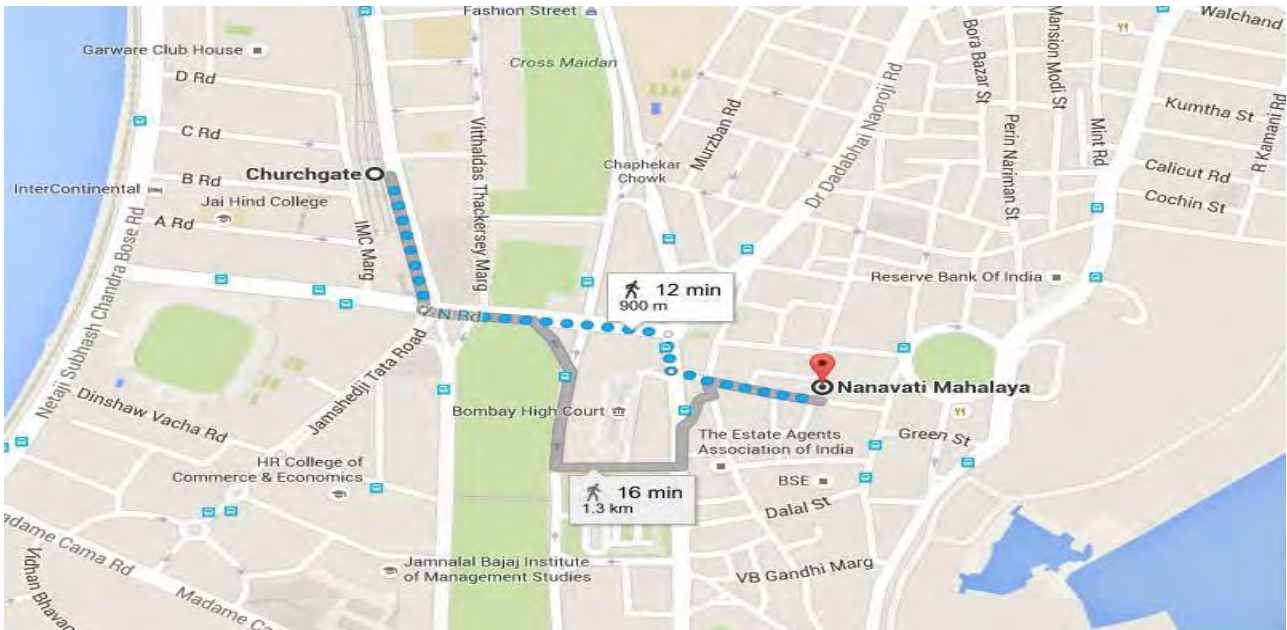 Fashion Street
Walchand
Garware Club House
Cross Maidan
D Rd
Bora Bazar St
Mansion Modi St
C Rd
Vitthaldas Thackersey Marg
Murzban Rd
Dr Dadabhai Naoroji Rd
Perin Nariman St
Mint Rd
Kumtha St
R Kamani Rd
Churchgate
Chaphekar
Chowk
Calicut Rd
InterContinental
B Rd
Jai Hind College
Cochin St
A Rd
IMC Marg
Netaji Subhash Chandra Bose Rd
Reserve Bank Of India
12 min
900 m
N Rd
Jamshedji Tata Road
Nanavati Mahalaya
Dinshaw Vacha Rd
Bombay High Court
Green St
The Estate Agents
Association of India
HR College of
Commerce & Economics
BSE
16 min
1.3 km
Dalal St
Madame Cama Rd
Jamnalal Bajaj Institute
of Management Studies
VB Gandhi Marg
Vidhan Bhavan
Madame Cama